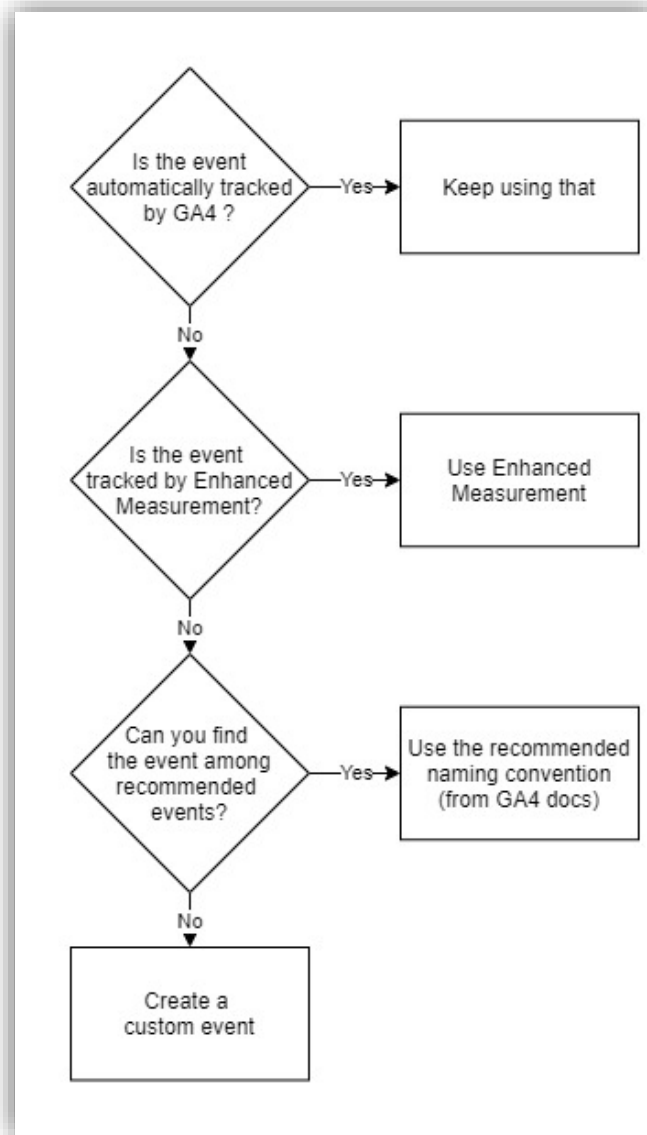 Is the event
automatically tracked
by GA4 ?
Yes
Keep using that
No
Is the event
tracked by Enhanced
Measurement?
Yes
Use Enhanced
Measurement
No
Can you find
the event among
recommended
events?
Yes
Use the recommended
naming convention
(from GA4 docs)
No
Create a
custom event